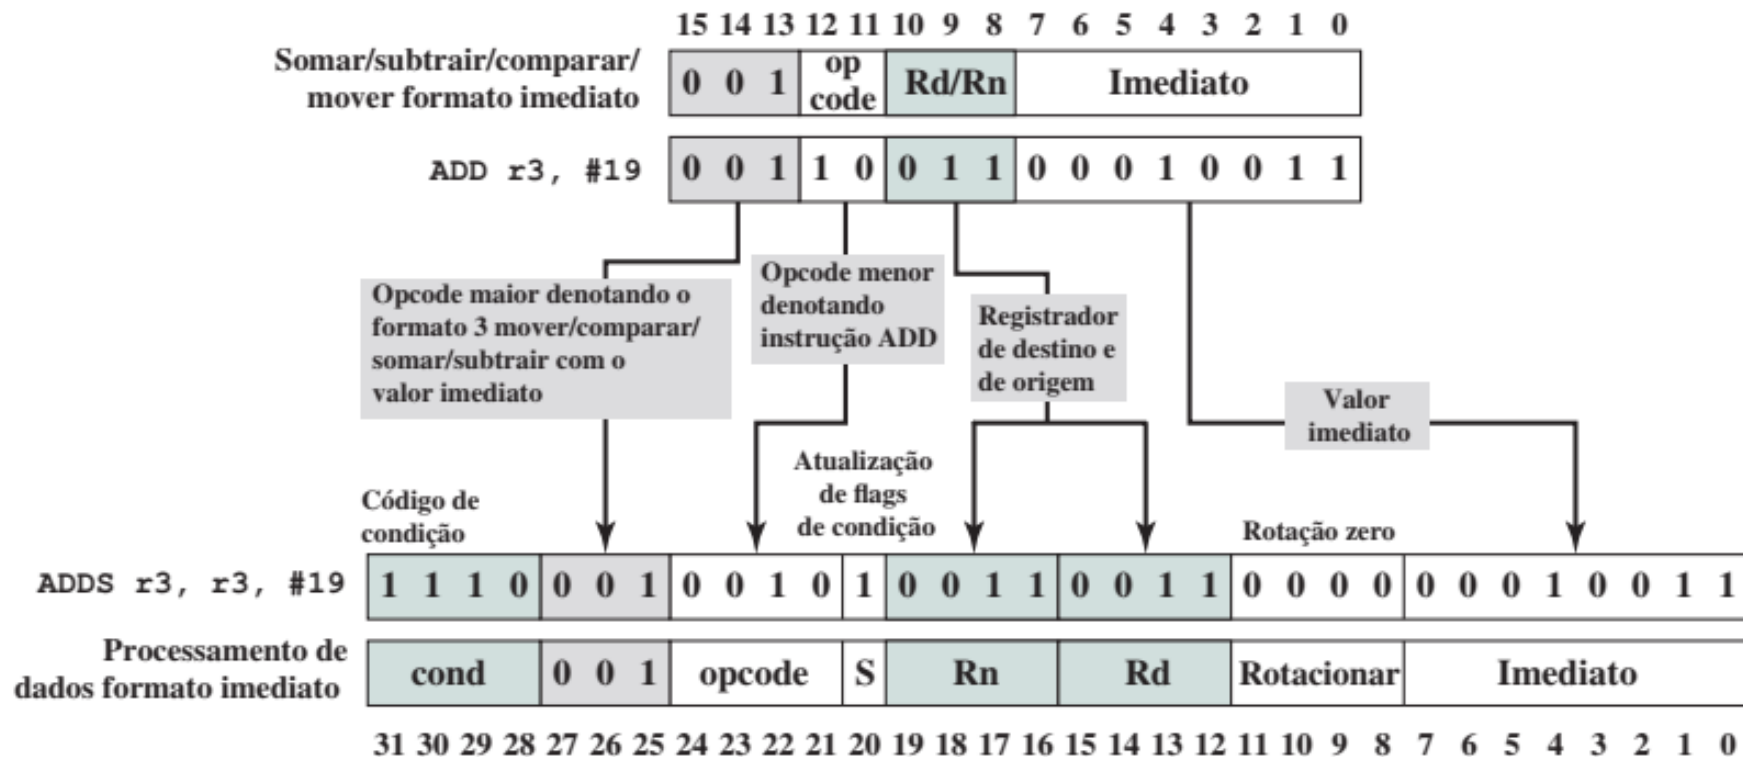 15 14 13 12 11 10 9 8 7 6 5 4 3 2 1 0
Somar/subtrair/comparar/
mover formato imediato
0 0 1 op code Rd/Rn Imediato
ADD r3, #19 0 0 1 1 0 0 1 1 0 0 0 1 0 0 1 1
Opcode maior denotando o
formato 3 mover/comparar/
somar/subtrair com o
valor imediato
Opcode menor
denotando
instrução ADD
Registrador
de destino e
de origem
Valor
imediato
Código de
condição
Atualização
de flags
de condição
Rotação zero
ADDS r3, r3, #19 1 1 1 0 0 0 1 0 0 1 0 1 0 0 1 1 0 0 1 1 0 0 0 0 0 0 0 1 0 0 1 1
Processamento de
dados formato imediato
cond 0 0 1 opcode S Rn Rd Rotacionar Imediato
31 30 29 28 27 26 25 24 23 22 21 20 19 18 17 16 15 14 13 12 11 10 9 8 7 6 5 4 3 2 1 0